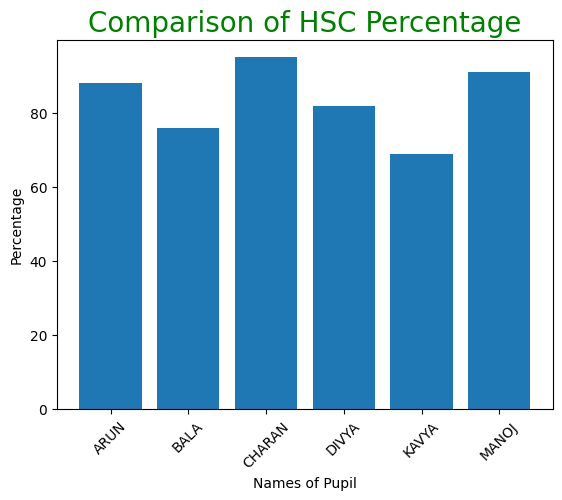 Comparison of HSC Percentage
Percentage
80
60
40
20
0
ARUN
BALA
CHARAN
DIVYA
KAVYA
MANOJ
Names of Pupil